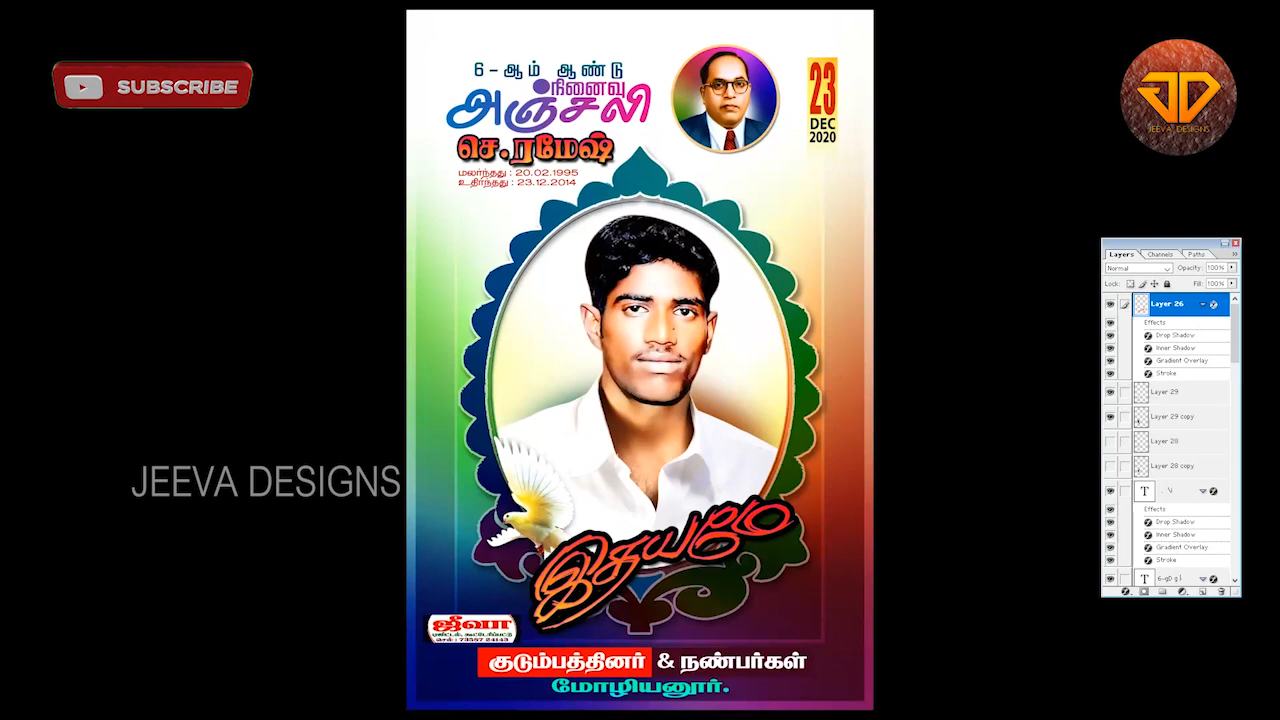 SUBSCRIBE
6 - ஆம் ஆண்டு
நினைவு
அஞ்சலி
செ.ரமேஷ்
மலர்ந்தது : 20.02.1995
உதிர்ந்தது : 23.12.2014
23
DEC
2020
JD
JEEVA DESIGNS
JEEVA DESIGNS
இதயமே
ஜீவா
செல் : 73587 24143
குடும்பத்தினர் & நண்பர்கள்
மோழியனூர்.
Layers Channels Paths
Normal Opacity: 100%
Lock: Fill: 100%
Layer 26
Effects
Drop Shadow
Inner Shadow
Gradient Overlay
Stroke
Layer 29
Layer 29 copy
Layer 28
Layer 28 copy
T
Effects
Drop Shadow
Inner Shadow
Gradient Overlay
Stroke
T